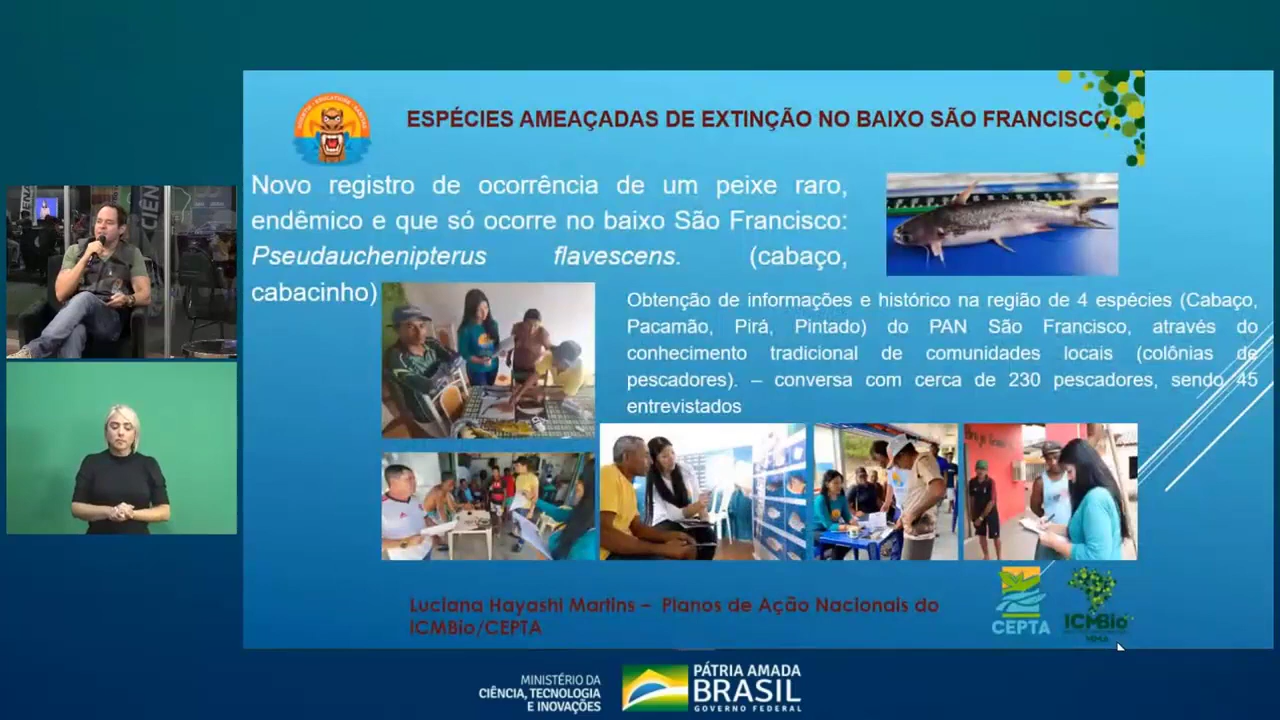 ESPÉCIES AMEAÇADAS DE EXTINÇÃO NO BAIXO SÃO FRANCISCO
Novo registro de ocorrência de um peixe raro,
endêmico e que só ocorre no baixo São Francisco:
Pseudauchenipterus flavescens. (cabaço,
cabacinho)
Obtenção de informações e histórico na região de 4 espécies (Cabaço,
Pacamão, Pirá, Pintado) do PAN São Francisco, através do
conhecimento tradicional de comunidades locais (colônias de
pescadores). – conversa com cerca de 230 pescadores, sendo 45
entrevistados
Luciana Hayashi Martins – Planos de Ação Nacionais do
ICMBio/CEPTA
CEPTA
ICMBio
MINISTÉRIO DA
CIÊNCIA, TECNOLOGIA
E INOVAÇÕES
PÁTRIA AMADA
BRASIL
GOVERNO FEDERAL